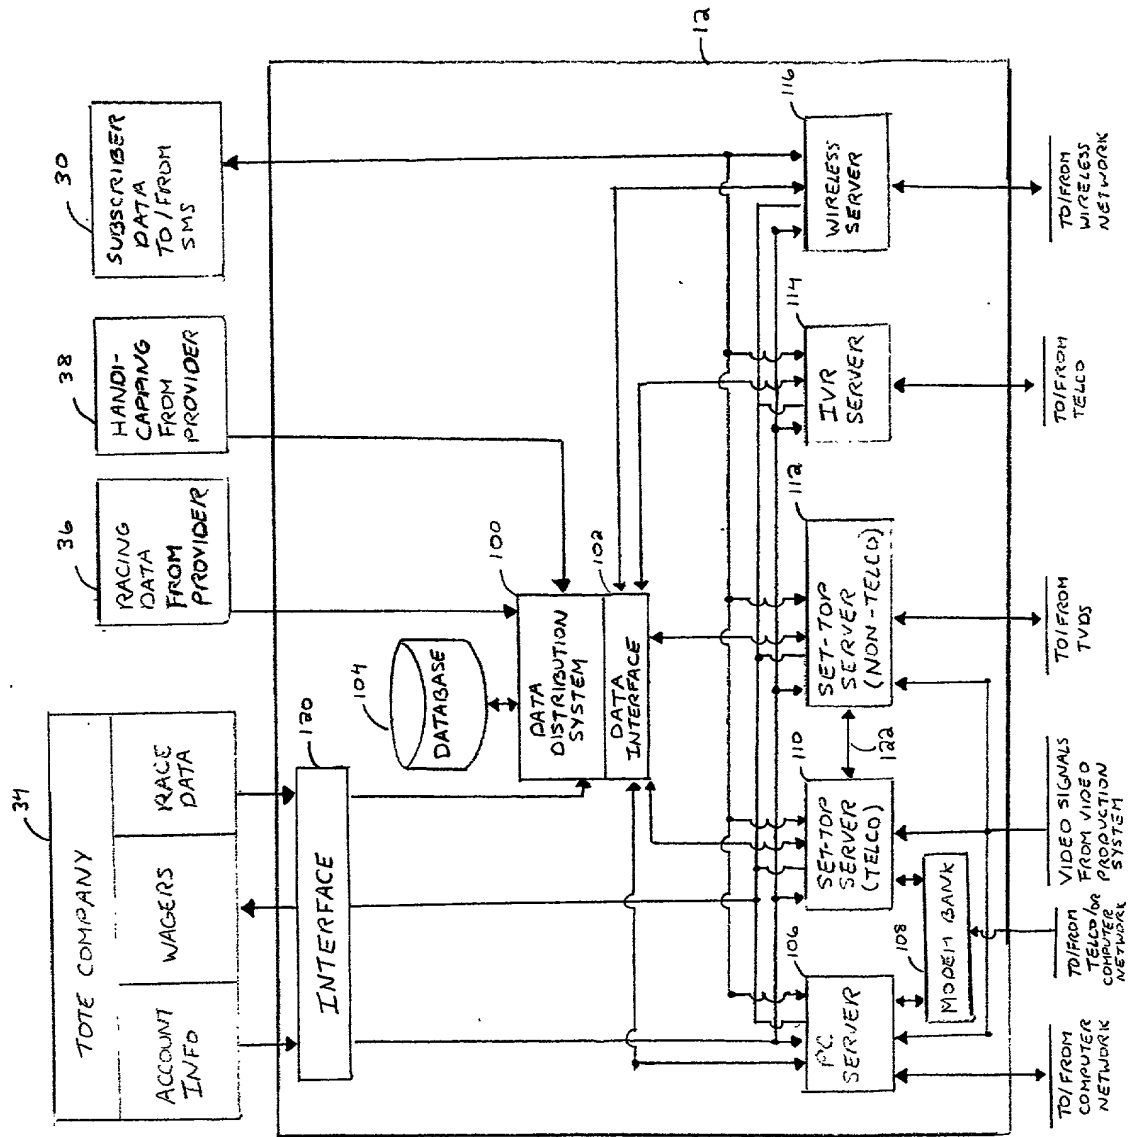 34
TOTE COMPANY
ACCOUNT
INFO
WAGERS
RACE
DATA
36
RACING
DATA
FROM
PROVIDER
38
HANDI-
CAPPING
FROM
PROVIDER
30
SUBSCRIBER
DATA
TO/FROM
SMS
12
120
INTERFACE
104
DATABASE
100
DATA
DISTRIBUTION
SYSTEM
102
DATA
INTERFACE
106
PC
SERVER
108
MODEM BANK
110
SET-TOP
SERVER
(TELCO)
122
112
SET-TOP
SERVER
(NON-TELCO)
114
IVR
SERVER
116
WIRELESS
SERVER
TO/FROM
COMPUTER
NETWORK
TO/FROM
TELCO/OR
COMPUTER
NETWORK
VIDEO SIGNALS
FROM VIDEO
PRODUCTION
SYSTEM
TO/FROM
TVDS
TO/FROM
TELCO
TO/FROM
WIRELESS
NETWORK